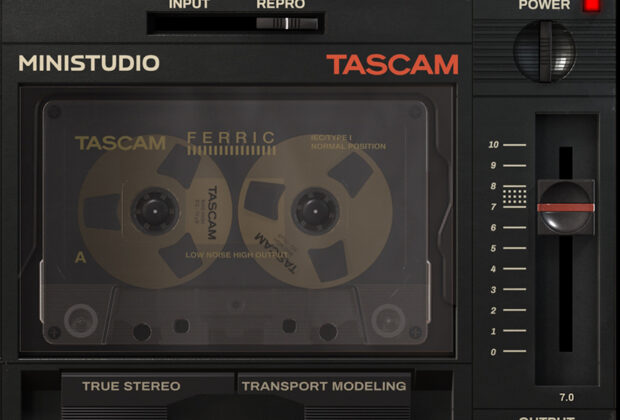 INPUT REPRO
POWER
MINISTUDIO
TASCAM
TASCAM
FERRIC
IEC/TYPE I
NORMAL POSITION
TASCAM
TASCAM
A
LOW NOISE HIGH OUTPUT
10
9
8
7
6
5
4
3
2
1
0
7.0
TRUE STEREO
TRANSPORT MODELING
OUTPUT